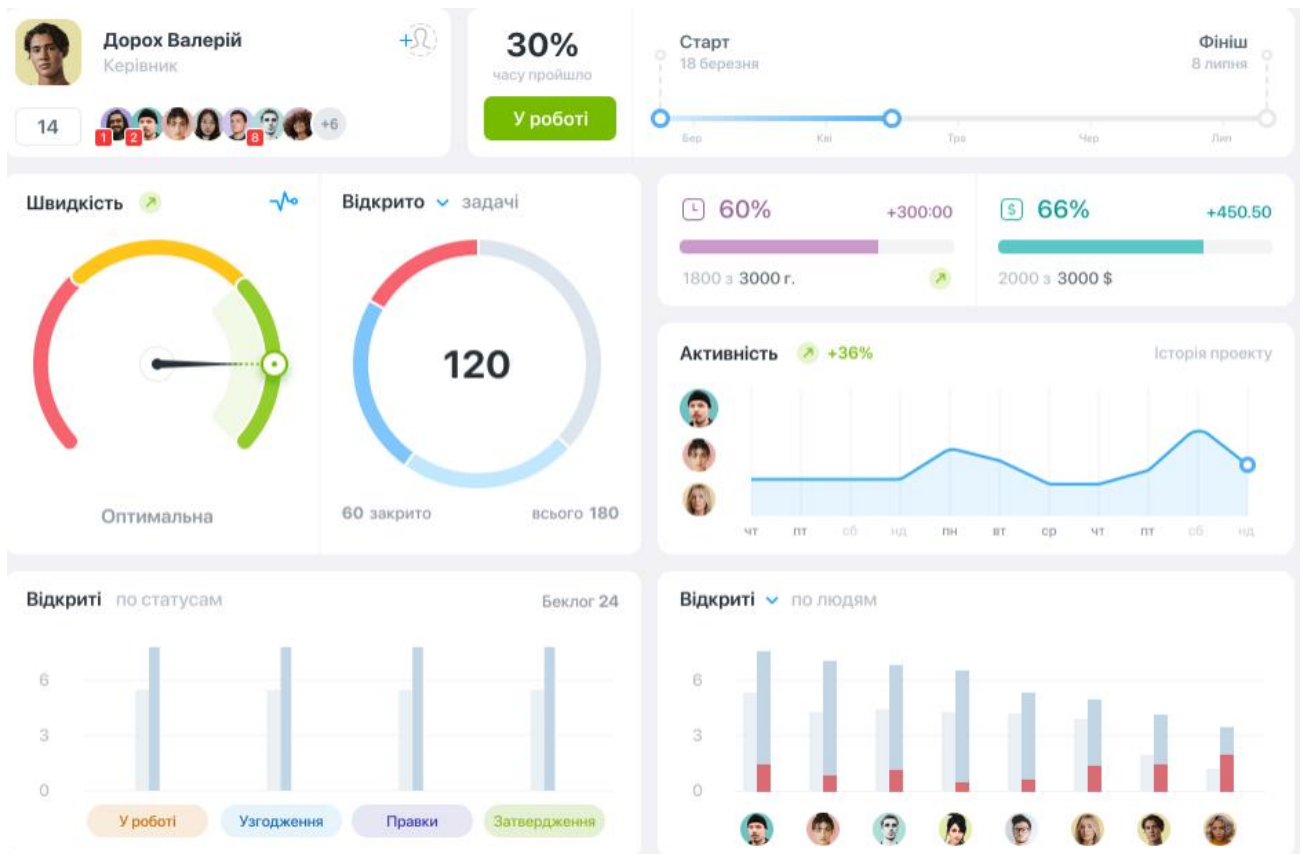 Дорох Валерій
Керівник
14
1
2
8
+6
30%
часу пройшло
У роботі
Старт
18 березня
Фініш
8 липня
Бер
Кві
Тра
Чер
Лип
Швидкість
Оптимальна
Відкрито задачі
120
60 закрито
всього 180
60%
+300:00
1800 з 3000 г.
$ 66%
+450.50
2000 з 3000 $
Активність +36%
Історія проекту
чт пт сб нд пн вт ср чт пт сб нд
Відкриті по статусам
Беклог 24
6
3
0
У роботі
Узгодження
Правки
Затвердження
Відкриті по людям
6
3
0